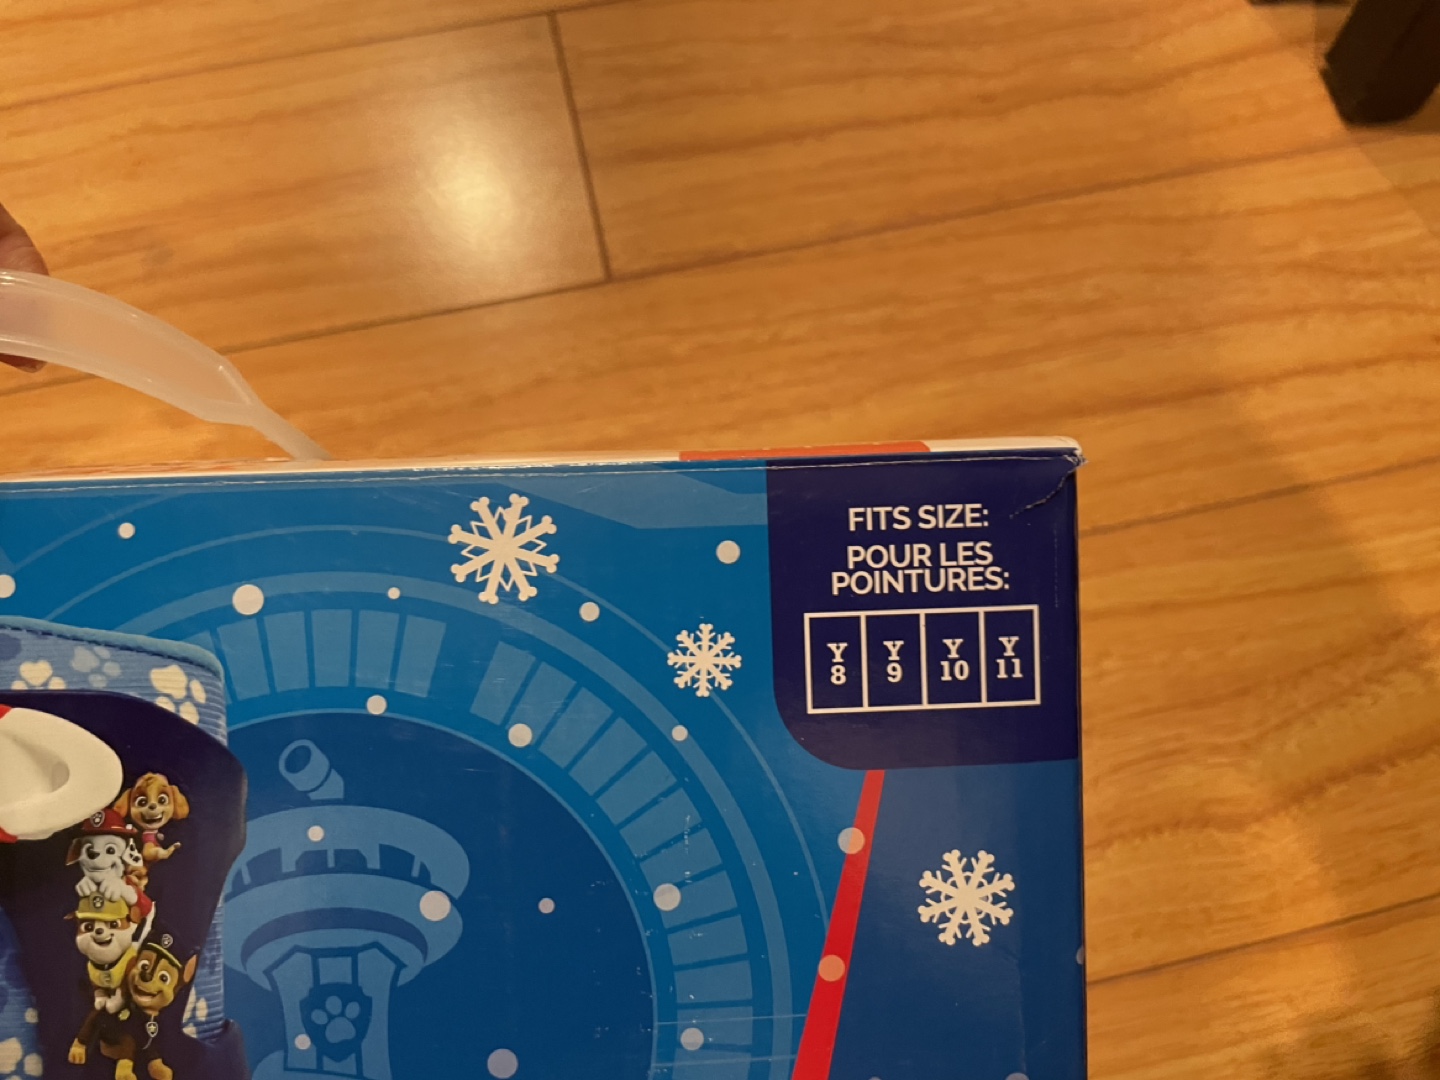 FITS SIZE:
POUR LES
POINTURES:
Y Y Y Y
8 9 10 11